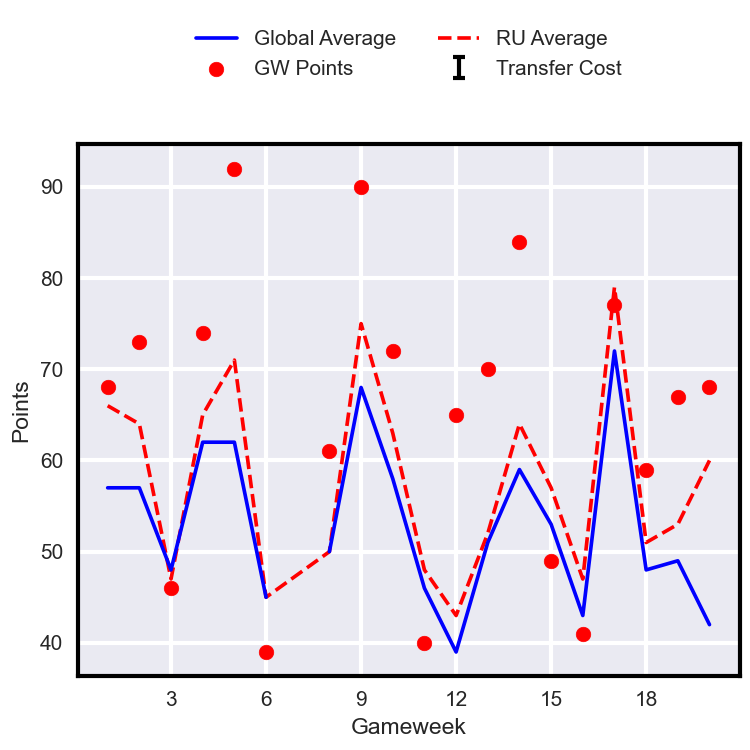 Global Average
RU Average
GW Points
Transfer Cost
90
80
70
60
50
40
Points
3 6 9 12 15 18
Gameweek